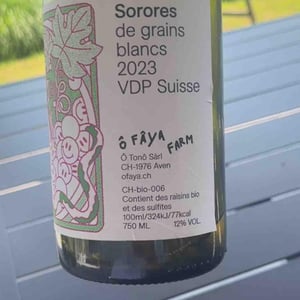 Sorores
de grains
blancs
2023
VDP Suisse
Ô FÂYA
FARM
Ô Tonô Sàrl
CH-1976 Aven
ofaya.ch
CH-bio-006
Contient des raisins bio
et des sulfites
100ml/324kJ/77kcal
750 ML 12% VOL